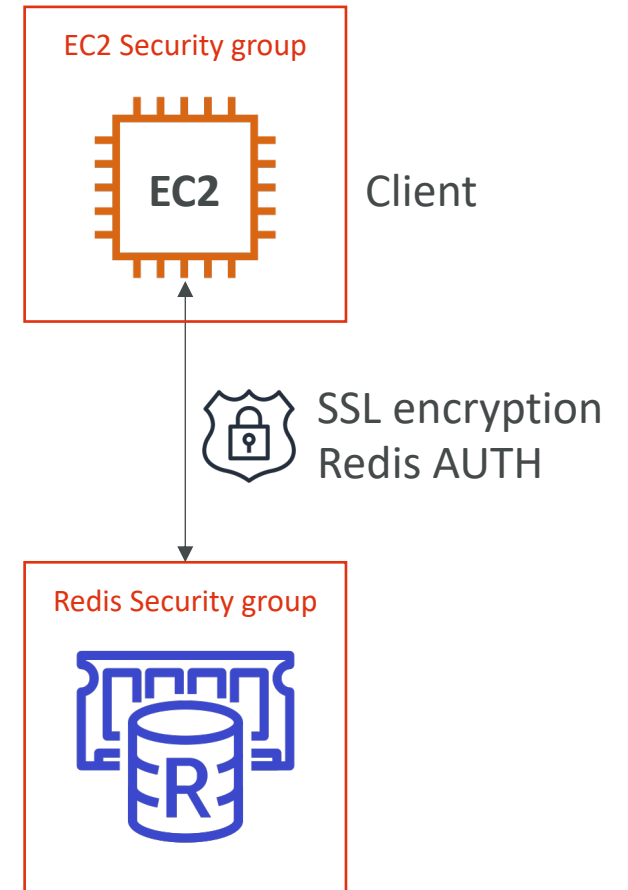 EC2 Security group
EC2
Client
SSL encryption
Redis AUTH
Redis Security group
R